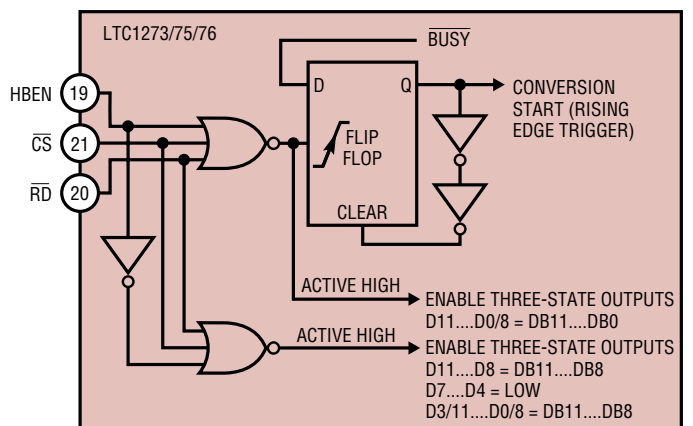 LTC1273/75/76
BUSY
HBEN 19
D Q
CONVERSION
START (RISING
EDGE TRIGGER)
CS 21
FLIP
FLOP
RD 20
CLEAR
ACTIVE HIGH
ENABLE THREE-STATE OUTPUTS
D11....D0/8 = DB11....DB0
ACTIVE HIGH
ENABLE THREE-STATE OUTPUTS
D11....D8 = DB11....DB8
D7....D4 = LOW
D3/11....D0/8 = DB11....DB8